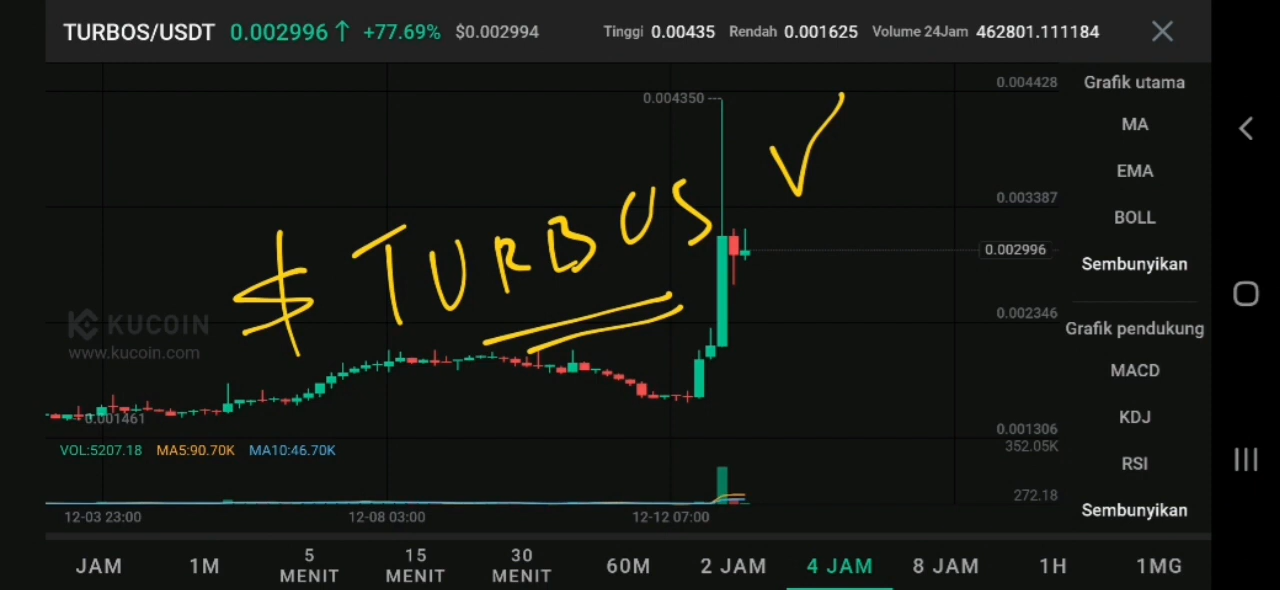 TURBOS/USDT 0.002996↑ +77.69% $0.002994 Tinggi 0.00435 Rendah 0.001625 Volume 24Jam 462801.111184
0.004428 Grafik utama
0.004350
MA
EMA
0.003387
BOLL
$ TURBOS
0.002996
Sembunyikan
0.002346
KUCOIN
www.kucoin.com
Grafik pendukung
MACD
0.001461
KDJ
0.001306
VOL:5207.18 MA5:90.70K MA10:46.70K 352.05K
RSI
272.18
Sembunyikan
12-03 23:00 12-08 03:00 12-12 07:00
JAM 1M 5 MENIT 15 MENIT 30 MENIT 60M 2 JAM 4 JAM 8 JAM 1H 1MG